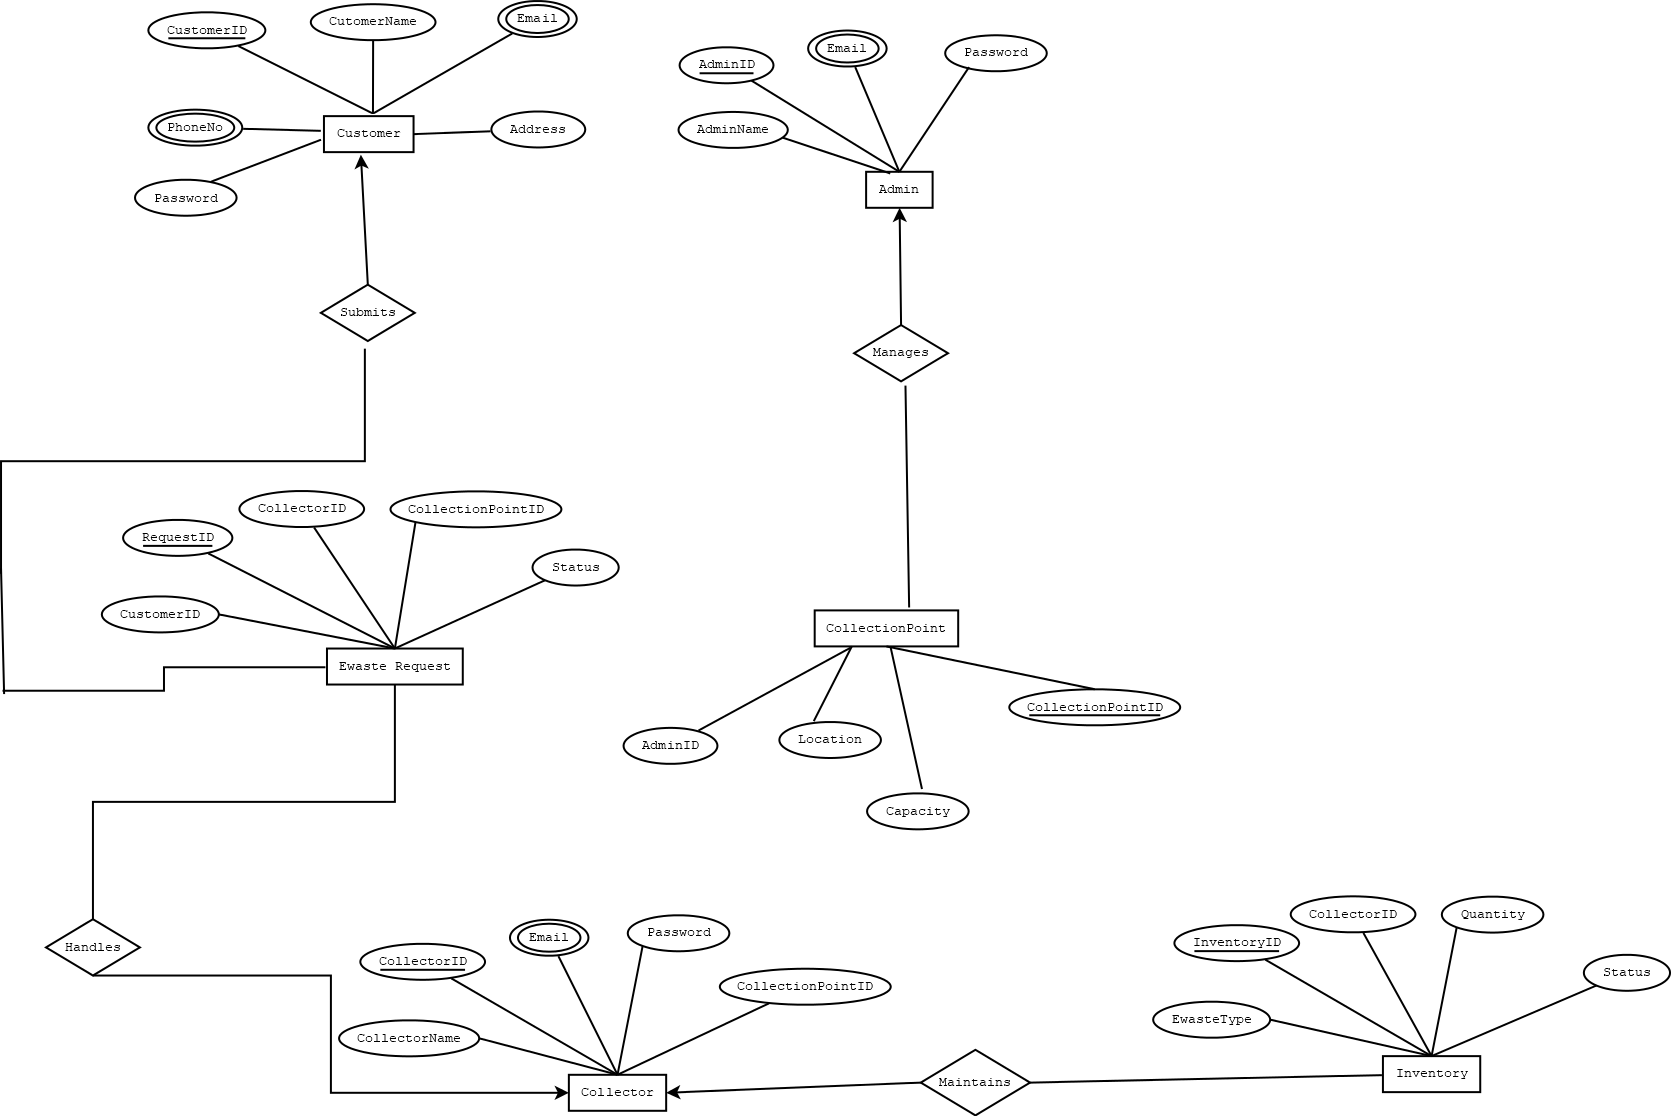 CustomerID
CutomerName
Email
PhoneNo
Customer
Address
Password
AdminID
Email
Password
AdminName
Admin
Submits
Manages
RequestID
CollectorID
CollectionPointID
Status
CustomerID
Ewaste Request
CollectionPoint
AdminID
Location
CollectionPointID
Capacity
Handles
CollectorID
Email
Password
CollectionPointID
CollectorName
Collector
Maintains
InventoryID
CollectorID
Quantity
Status
EwasteType
Inventory